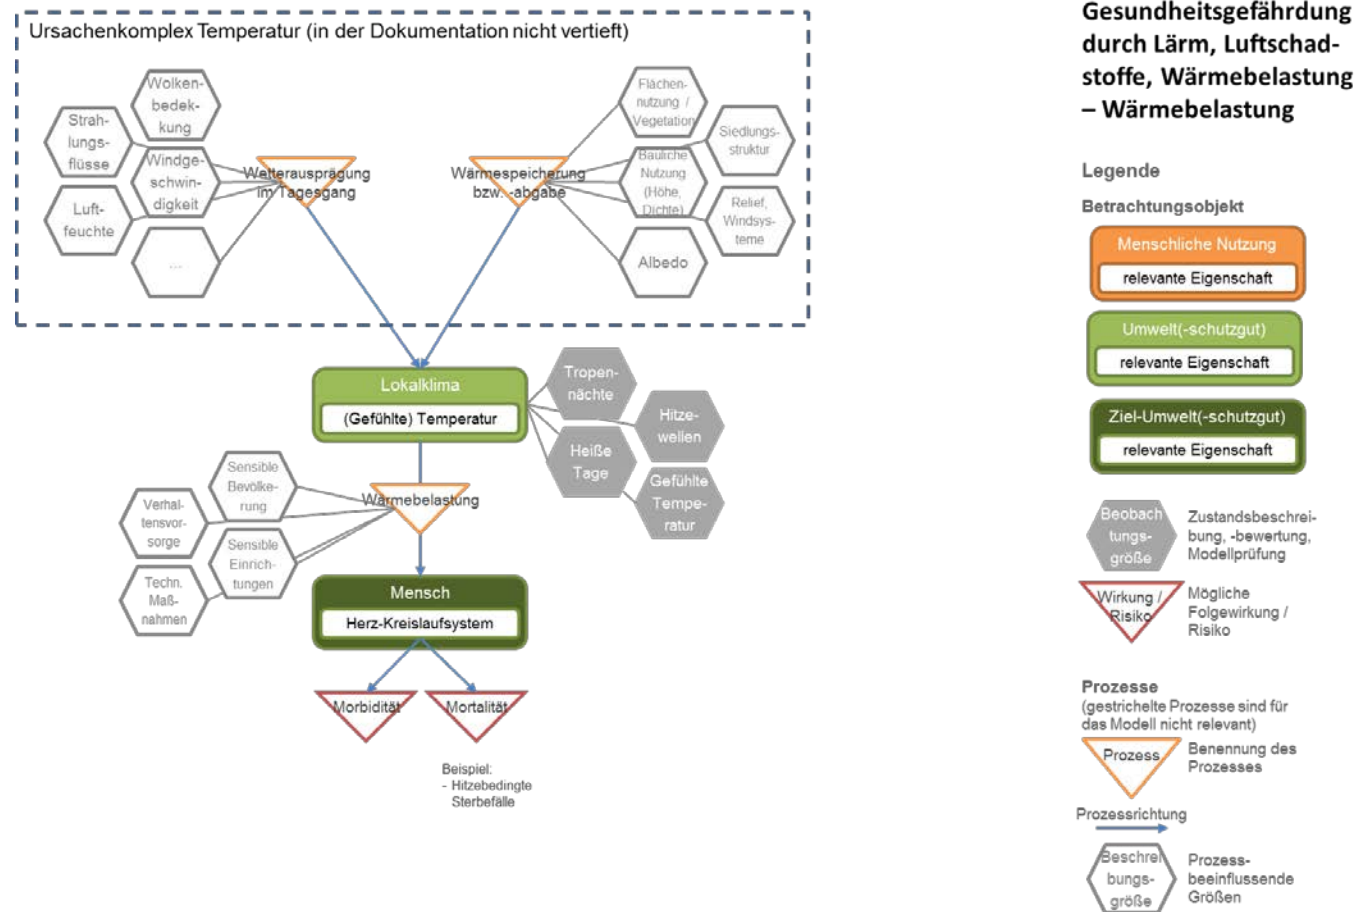 Ursachenkomplex Temperatur (in der Dokumentation nicht vertieft)
Wolken-
bedek-
kung
Strah-
lungs-
flüsse
Windge-
schwin-
digkeit
Luft-
feuchte
...
Wetterausprägung
im Tagesgang
Wärmespeicherung
bzw. -abgabe
Flächen-
nutzung /
Vegetation
Siedlungs-
struktur
Bauliche
Nutzung
(Höhe,
Dichte)
Relief,
Windsys-
teme
Albedo
Lokalklima
(Gefühlte) Temperatur
Tropen-
nächte
Hitze-
wellen
Heiße
Tage
Gefühlte
Tempe-
ratur
Sensible
Bevölke-
rung
Verhal-
tensvor-
sorge
Sensible
Einrich-
tungen
Techn.
Maß-
nahmen
Wärmebelastung
Mensch
Herz-Kreislaufsystem
Morbidität
Mortalität
Beispiel:
- Hitzebedingte
Sterbefälle
Gesundheitsgefährdung
durch Lärm, Luftschad-
stoffe, Wärmebelastung
– Wärmebelastung
Legende
Betrachtungsobjekt
Menschliche Nutzung
relevante Eigenschaft
Umwelt(-schutzgut)
relevante Eigenschaft
Ziel-Umwelt(-schutzgut)
relevante Eigenschaft
Beobach
tungs-
größe
Zustandsbeschrei-
bung, -bewertung,
Modellprüfung
Wirkung /
Risiko
Mögliche
Folgewirkung /
Risiko
Prozesse
(gestrichelte Prozesse sind für
das Modell nicht relevant)
Prozess
Benennung des
Prozesses
Prozessrichtung
Beschrei
bungs-
größe
Prozess-
beeinflussende
Größen